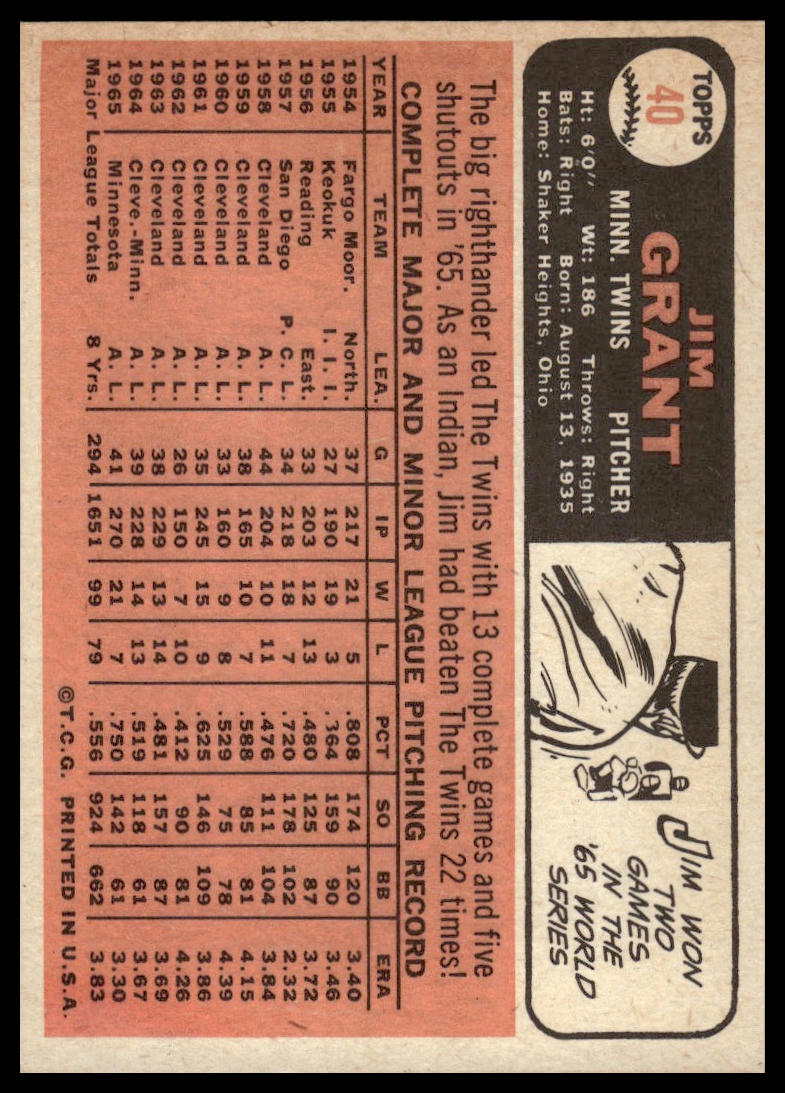 TOPPS
40
JIM
GRANT
MINN. TWINS PITCHER
Ht: 6'0" Wt: 186 Throws: Right
Bats: Right Born: August 13, 1935
Home: Shaker Heights, Ohio
JIM WON
TWO
GAMES
IN THE
'65 WORLD
SERIES
The big righthander led The Twins with 13 complete games and five
shutouts in '65. As an Indian, Jim had beaten The Twins 22 times!
COMPLETE MAJOR AND MINOR LEAGUE PITCHING RECORD
YEAR TEAM LEA. G IP W L PCT SO BB ERA
1954 Fargo Moor. North. 37 217 21 5 .808 174 120 3.40
1955 Keokuk I. I. I. 27 190 19 3 .364 159 90 3.46
1956 Reading East. 33 203 12 13 .480 125 87 3.72
1957 San Diego P. C. L. 34 218 18 7 .720 178 102 2.32
1958 Cleveland A. L. 44 204 10 11 .476 111 104 3.84
1959 Cleveland A. L. 38 165 10 7 .588 85 81 4.15
1960 Cleveland A. L. 33 160 9 8 .529 75 78 4.39
1961 Cleveland A. L. 35 245 15 9 .625 146 109 3.86
1962 Cleveland A. L. 26 150 7 10 .412 90 81 4.26
1963 Cleveland A. L. 38 229 13 14 .481 157 87 3.69
1964 Cleve.-Minn. A. L. 39 228 14 13 .519 118 61 3.67
1965 Minnesota A. L. 41 270 21 7 .750 142 61 3.30
Major League Totals 8 Yrs. 294 1651 99 79 .556 924 662 3.83
©T.C.G. PRINTED IN U.S.A.